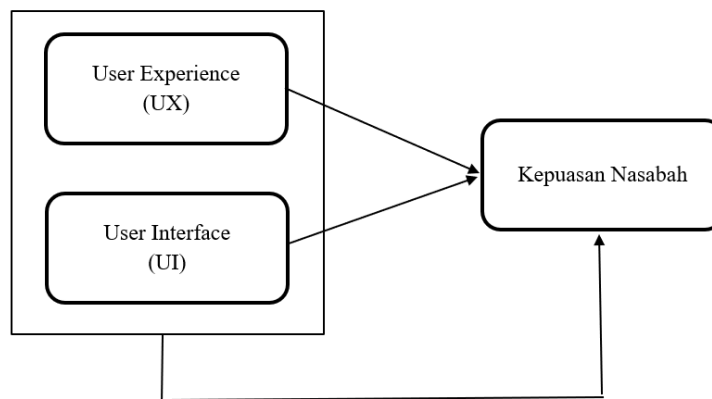 User Experience
(UX)
Kepuasan Nasabah
User Interface
(UI)